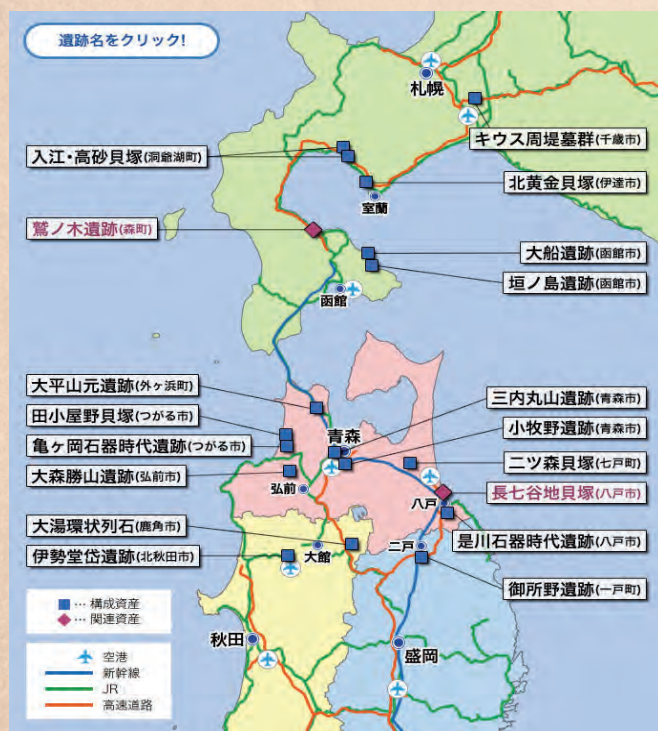 遺跡名をクリック!
札幌
キウス周堤墓群(千歳市)
入江・高砂貝塚(洞爺湖町)
北黄金貝塚(伊達市)
室蘭
鷲ノ木遺跡(森町)
大船遺跡(函館市)
垣ノ島遺跡(函館市)
函館
大平山元遺跡(外ヶ浜町)
三内丸山遺跡(青森市)
田小屋野貝塚(つがる市)
小牧野遺跡(青森市)
青森
亀ヶ岡石器時代遺跡(つがる市)
二ツ森貝塚(七戸町)
大森勝山遺跡(弘前市)
弘前
八戸
長七谷地貝塚(八戸市)
大湯環状列石(鹿角市)
是川石器時代遺跡(八戸市)
伊勢堂岱遺跡(北秋田市)
大館
二戸
御所野遺跡(一戸町)
■…構成資産
◆…関連資産
秋田
盛岡
空港
新幹線
JR
高速道路